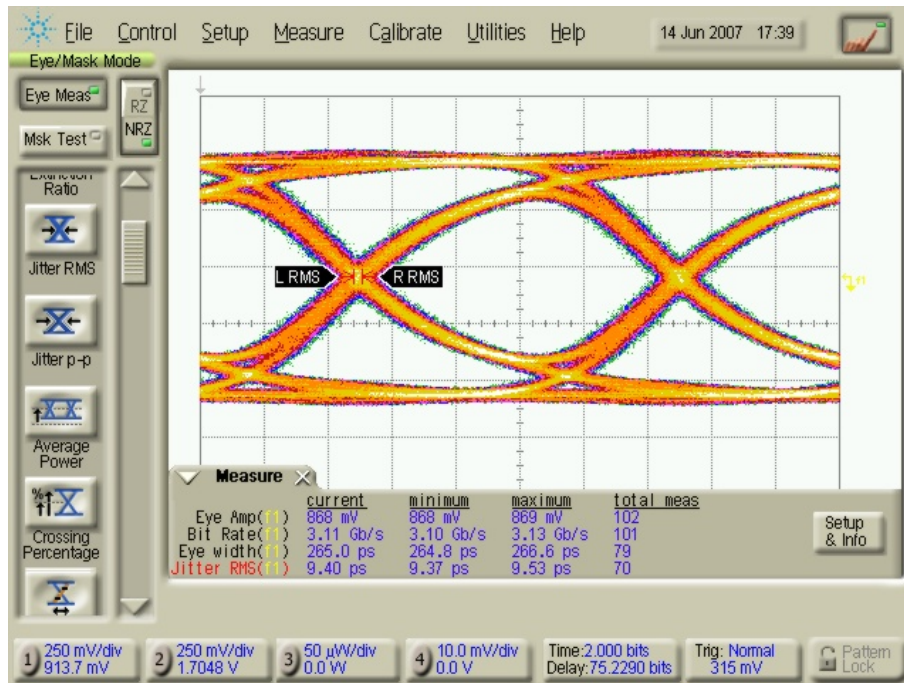 File Control Setup Measure Calibrate Utilities Help 14 Jun 2007 17:39
Eye/Mask Mode
Eye Meas
RZ
NRZ
Msk Test
Ratio
Jitter RMS
Jitter p-p
Average
Power
Crossing
Percentage
L RMS R RMS
f1
Measure
current minimum maximum total meas
Eye Amp(f1) 868 mV 868 mV 869 mV 102
Bit Rate(f1) 3.11 Gb/s 3.10 Gb/s 3.13 Gb/s 101
Eye width(f1) 265.0 ps 264.8 ps 266.6 ps 79
Jitter RMS(f1) 9.40 ps 9.37 ps 9.53 ps 70
Setup
& Info
1 250 mV/div
913.7 mV
2 250 mV/div
1.7048 V
3 50 µW/div
0.0 W
4 10.0 mV/div
0.0 V
Time:2.000 bits
Delay:75.2290 bits
Trig: Normal
315 mV
Pattern
Lock